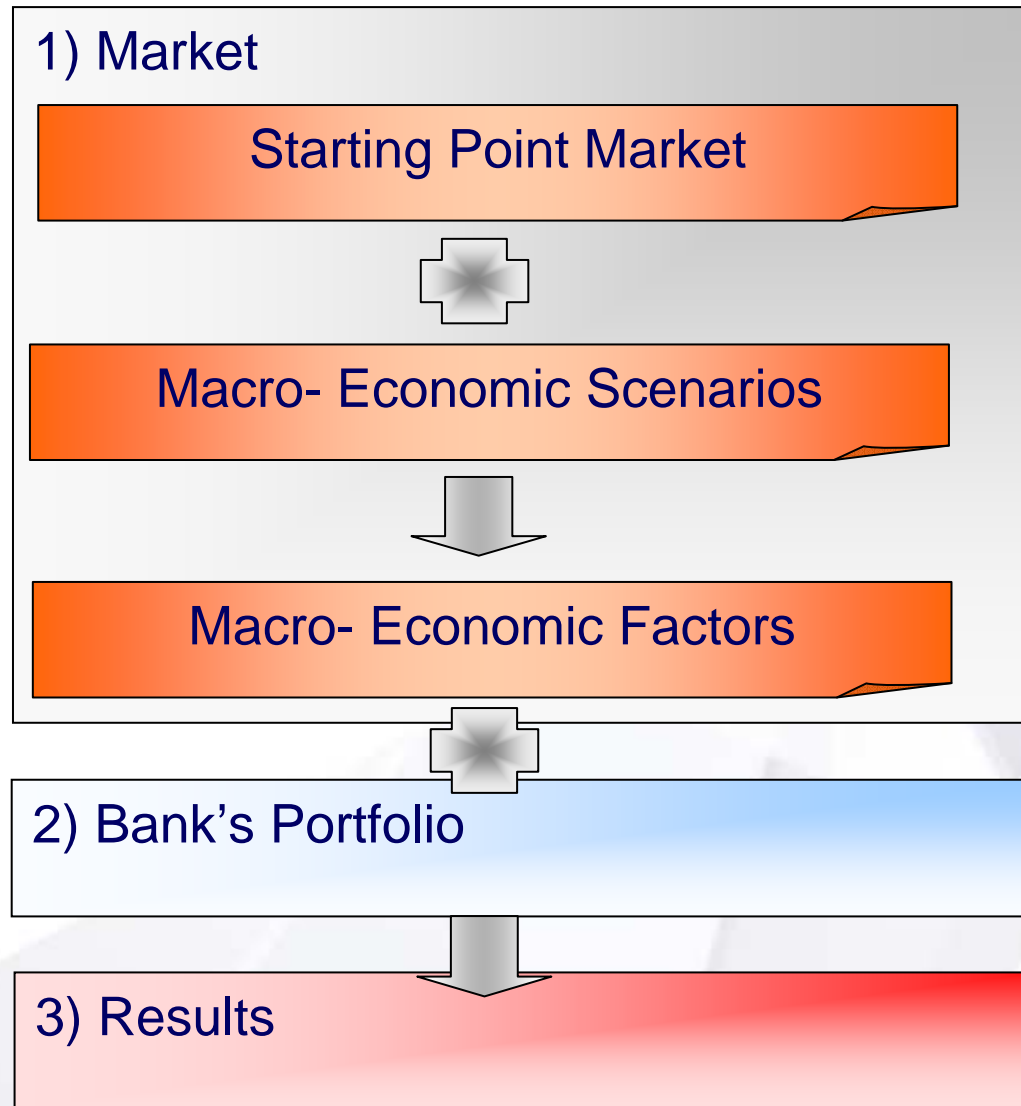 1) Market
Starting Point Market
Macro- Economic Scenarios
Macro- Economic Factors
2) Bank’s Portfolio
3) Results